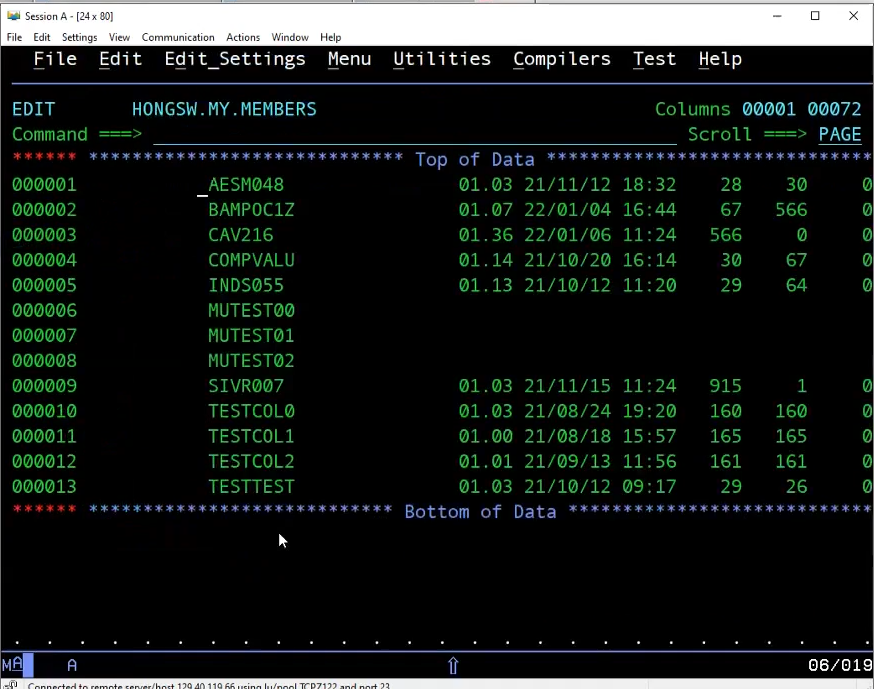 Session A - [24 x 80]
File Edit Settings View Communication Actions Window Help
File Edit Edit_Settings Menu Utilities Compilers Test Help
EDIT HONGSW.MY.MEMBERS Columns 00001 00072
Command ===> Scroll ===> PAGE
****** ***************************** Top of Data ******************************
000001 _AESM048 01.03 21/11/12 18:32 28 30 0
000002 BAMPOC1Z 01.07 22/01/04 16:44 67 566 0
000003 CAV216 01.36 22/01/06 11:24 566 0 0
000004 COMPVALU 01.14 21/10/20 16:14 30 67 0
000005 INDS055 01.13 21/10/12 11:20 29 64 0
000006 MUTEST00
000007 MUTEST01
000008 MUTEST02
000009 SIVR007 01.03 21/11/15 11:24 915 1 0
000010 TESTCOL0 01.03 21/08/24 19:20 160 160 0
000011 TESTCOL1 01.00 21/08/18 15:57 165 165 0
000012 TESTCOL2 01.01 21/09/13 11:56 161 161 0
000013 TESTTEST 01.03 21/10/12 09:17 29 26 0
****** **************************** Bottom of Data ****************************
MA A 06/019
Connected to remote server/host 129.40.119.66 using lu/pool TCPZ122 and port 23